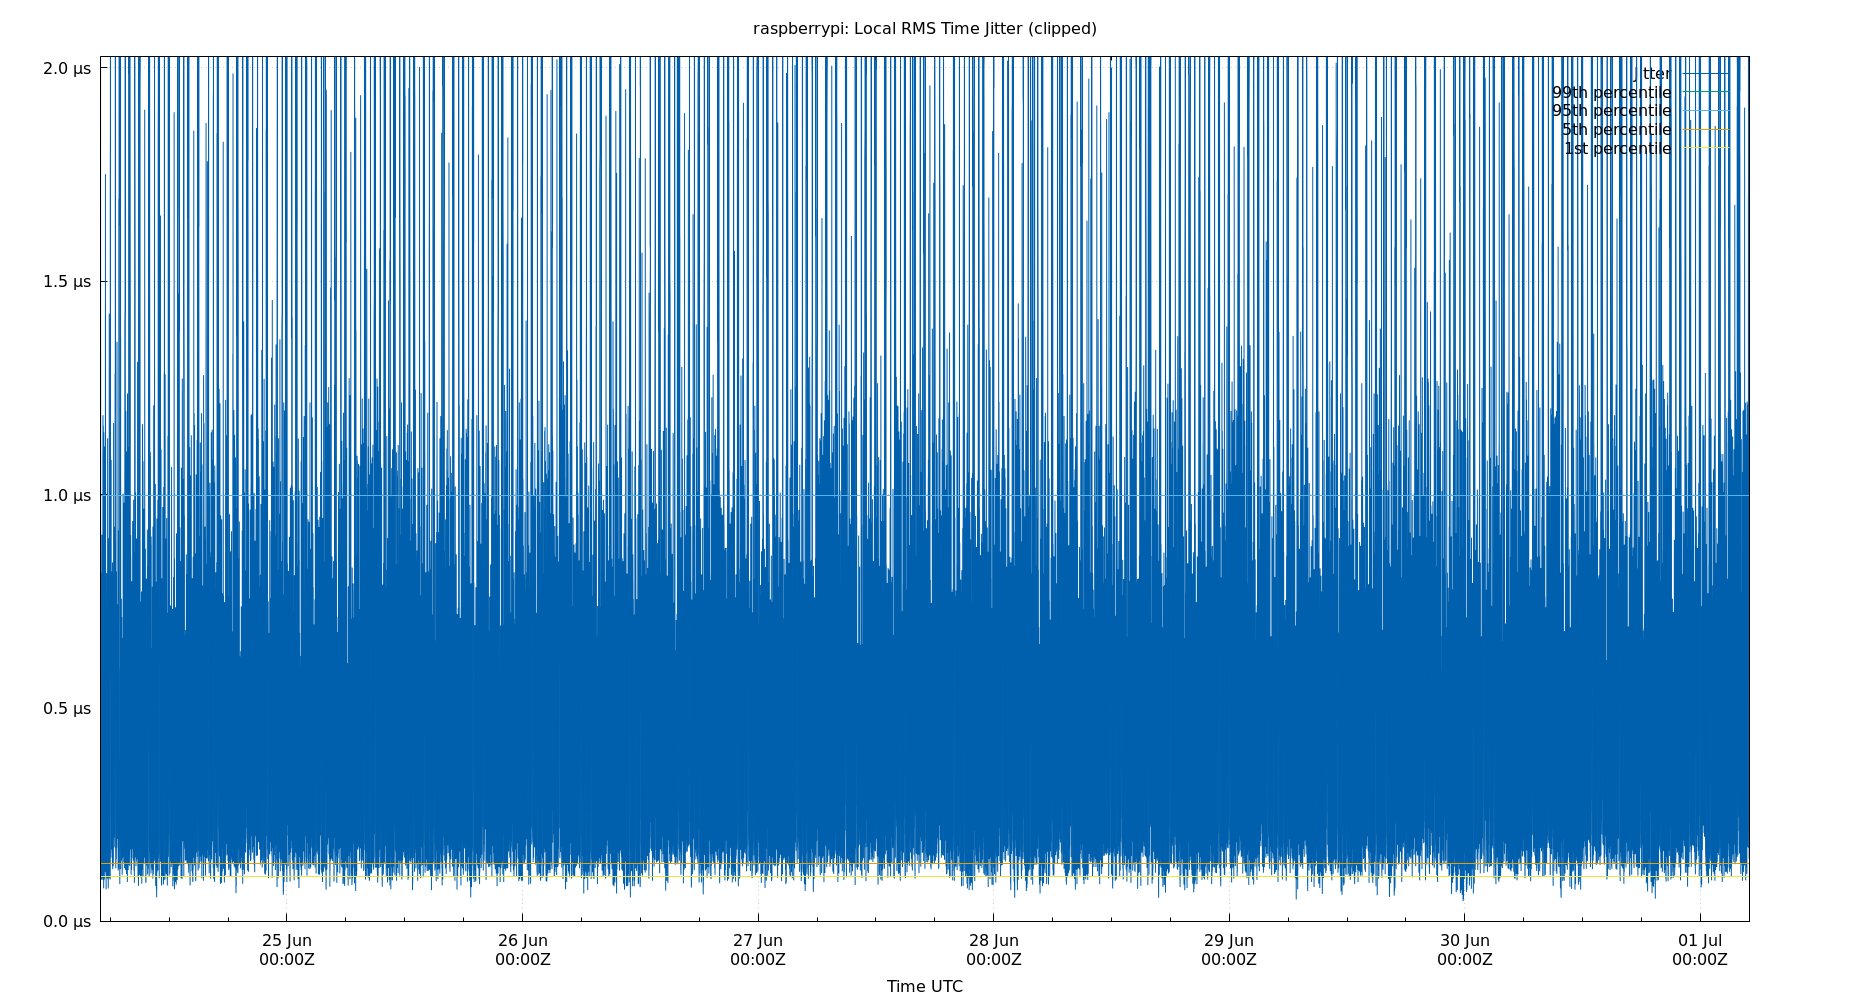 raspberrypi: Local RMS Time Jitter (clipped)
2.0 µs
1.5 µs
1.0 µs
0.5 µs
0.0 µs
jitter
99th percentile
95th percentile
5th percentile
1st percentile
25 Jun
00:00Z
26 Jun
00:00Z
27 Jun
00:00Z
28 Jun
00:00Z
29 Jun
00:00Z
30 Jun
00:00Z
01 Jul
00:00Z
Time UTC